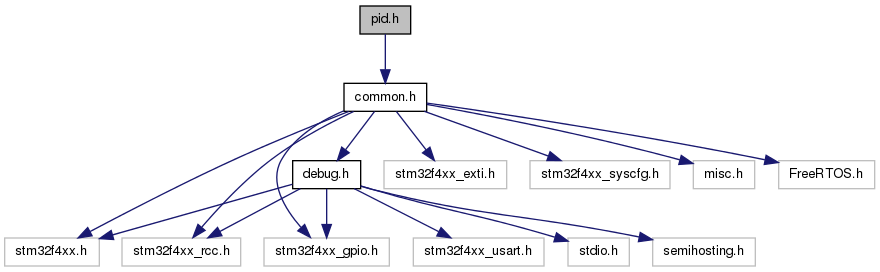 pid.h
common.h
debug.h
stm32f4xx_exti.h
stm32f4xx_syscfg.h
misc.h
FreeRTOS.h
stm32f4xx.h
stm32f4xx_rcc.h
stm32f4xx_gpio.h
stm32f4xx_usart.h
stdio.h
semihosting.h